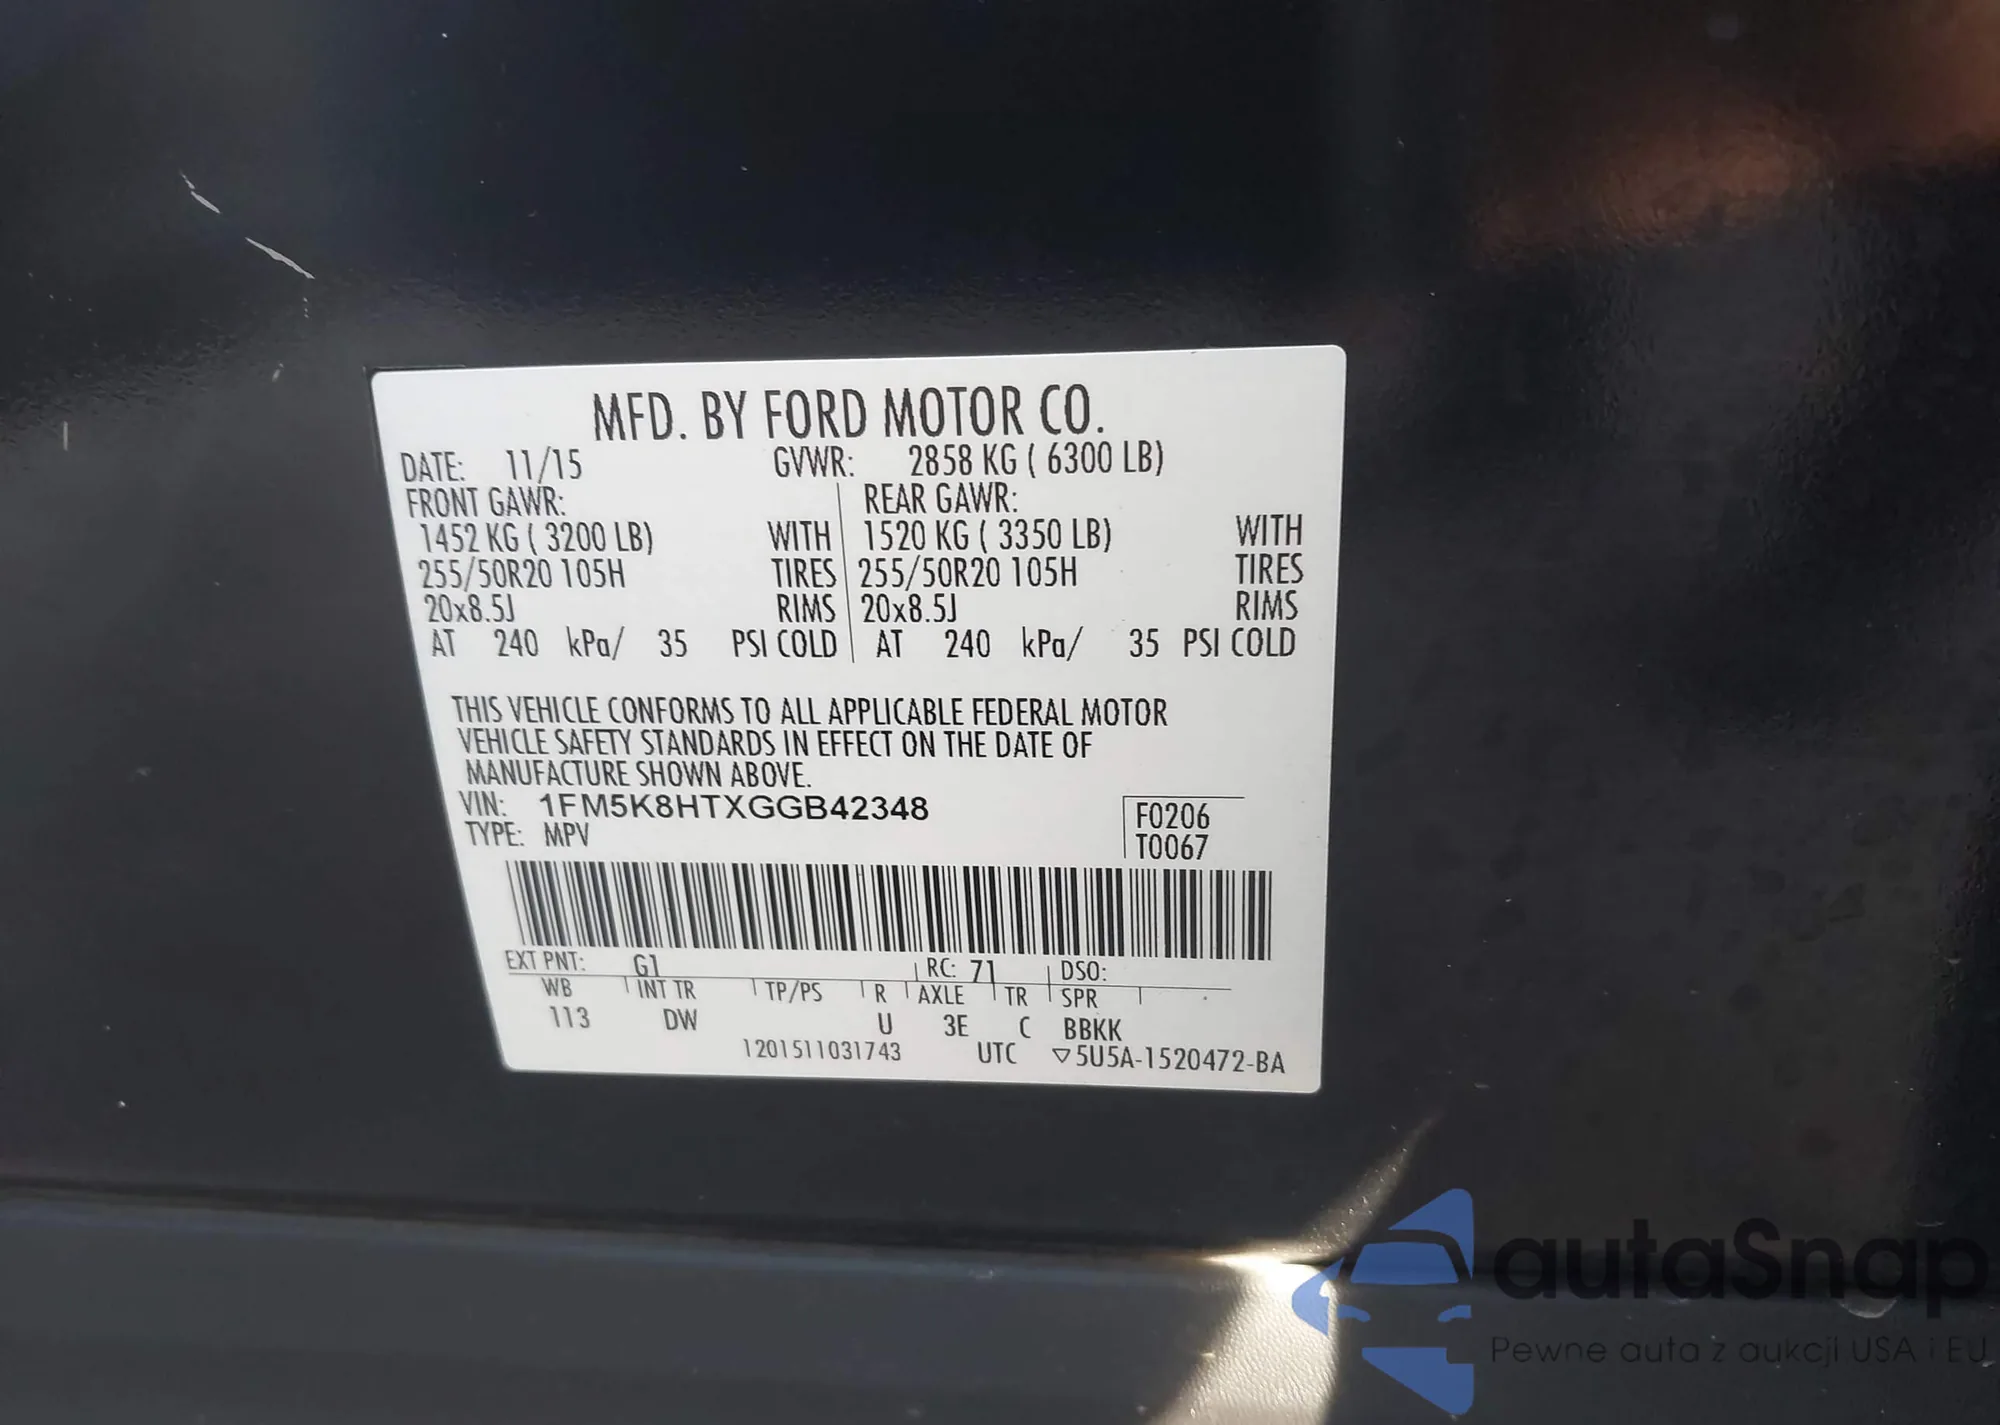 MFD. BY FORD MOTOR CO.
DATE: 11/15 GVWR: 2858 KG ( 6300 LB)
FRONT GAWR: REAR GAWR:
1452 KG ( 3200 LB) WITH 1520 KG ( 3350 LB) WITH
255/50R20 105H TIRES 255/50R20 105H TIRES
20x8.5J RIMS 20x8.5J RIMS
AT 240 kPa/ 35 PSI COLD AT 240 kPa/ 35 PSI COLD
THIS VEHICLE CONFORMS TO ALL APPLICABLE FEDERAL MOTOR
VEHICLE SAFETY STANDARDS IN EFFECT ON THE DATE OF
MANUFACTURE SHOWN ABOVE.
VIN: 1FM5K8HTXGGB42348 F0206
TYPE: MPV T0067
EXT PNT: G1 RC: 71 DSO:
WB INT TR TP/PS R AXLE TR SPR
113 DW U 3E C BBKK
1201511031743 UTC ▽5U5A-1520472-BA
autaSnap
Pewne auta z aukcji USA i EU